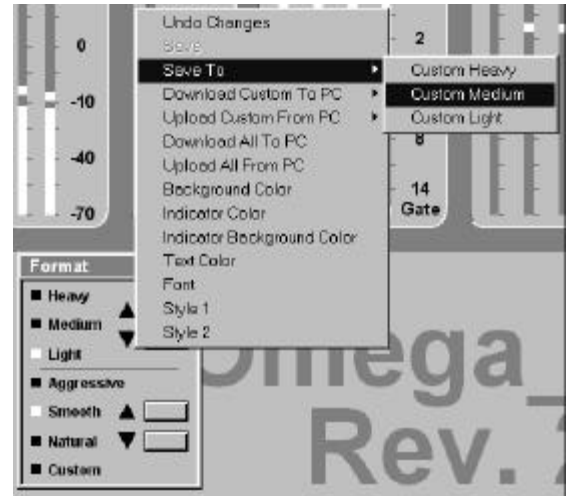 0
-10
-40
-70
Undo Changes
Save
Save To
Download Custom To PC
Upload Custom From PC
Download All To PC
Upload All From PC
Background Color
Indicator Color
Indicator Background Color
Text Color
Font
Style 1
Style 2
Custom Heavy
Custom Medium
Custom Light
2
8
14
Gate
Format
Heavy
Medium
Light
Aggressive
Smooth
Natural
Custom
Omega_
Rev.